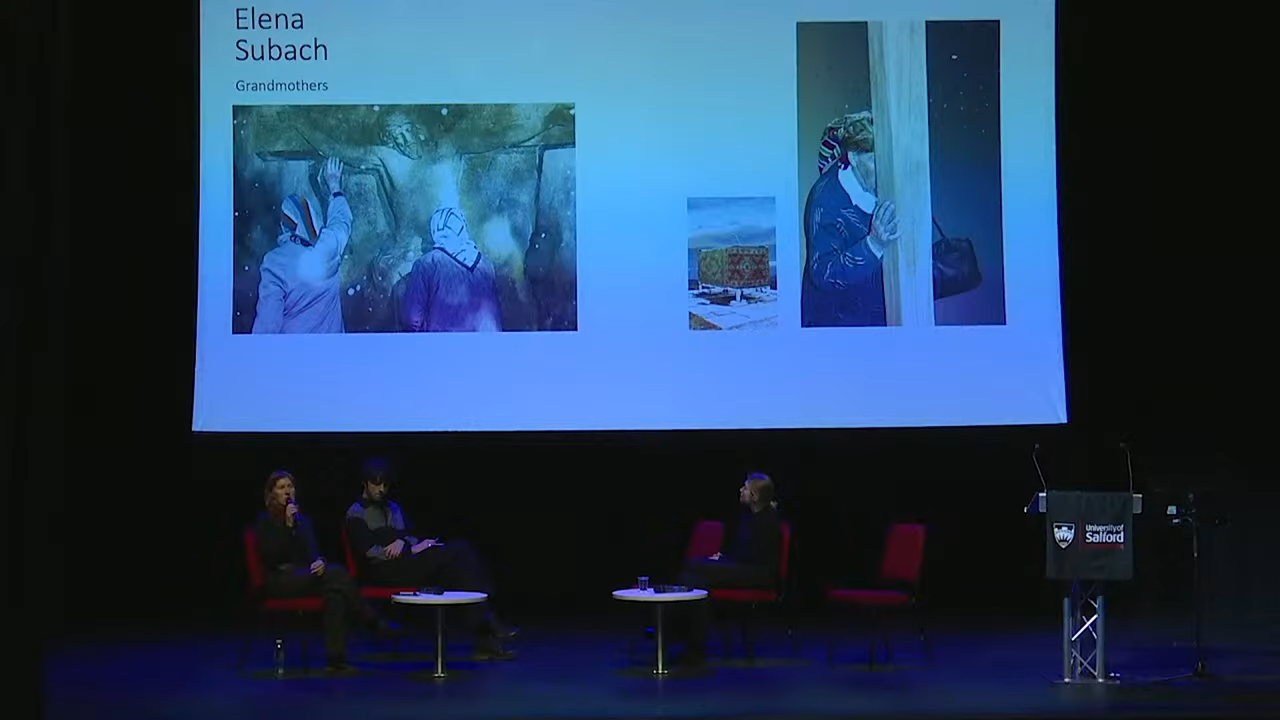 Elena
Subach
Grandmothers
University of
Salford